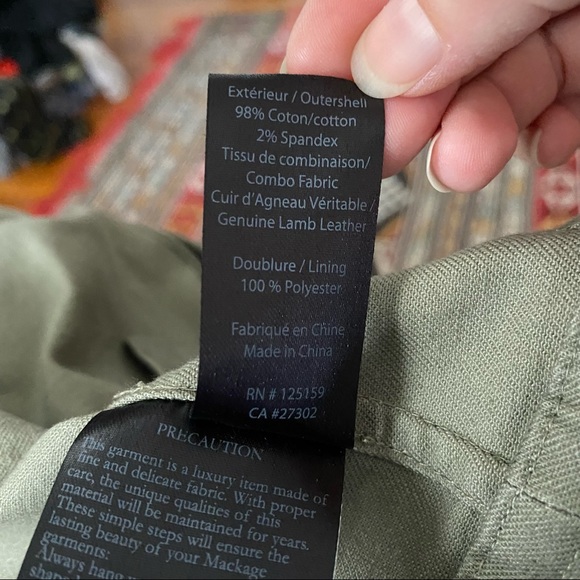 Extérieur / Outershell
98% Coton/cotton
2% Spandex
Tissu de combinaison/
Combo Fabric
Cuir d'Agneau Véritable /
Genuine Lamb Leather
Doublure / Lining
100 % Polyester
Fabriqué en Chine
Made in China
RN # 125159
CA #27302
PRECAUTION
This garment is a luxury item made of
fine and delicate fabric. With proper
care, the unique qualities of this
material will be maintained for years.
These simple steps will ensure the
lasting beauty of your Mackage
garments:
Always hang